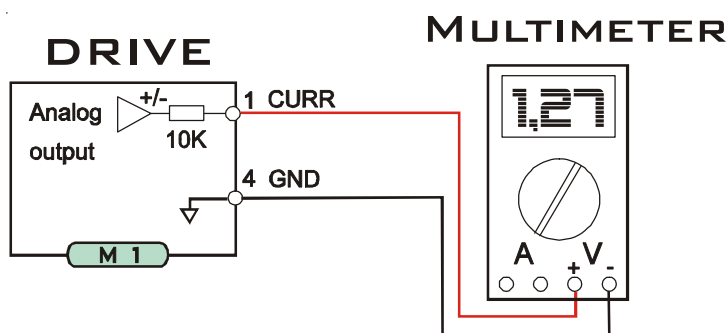 DRIVE
MULTIMETER
Analog
output
+/-
10K
1 CURR
4 GND
M 1
1,27
A V
+ -